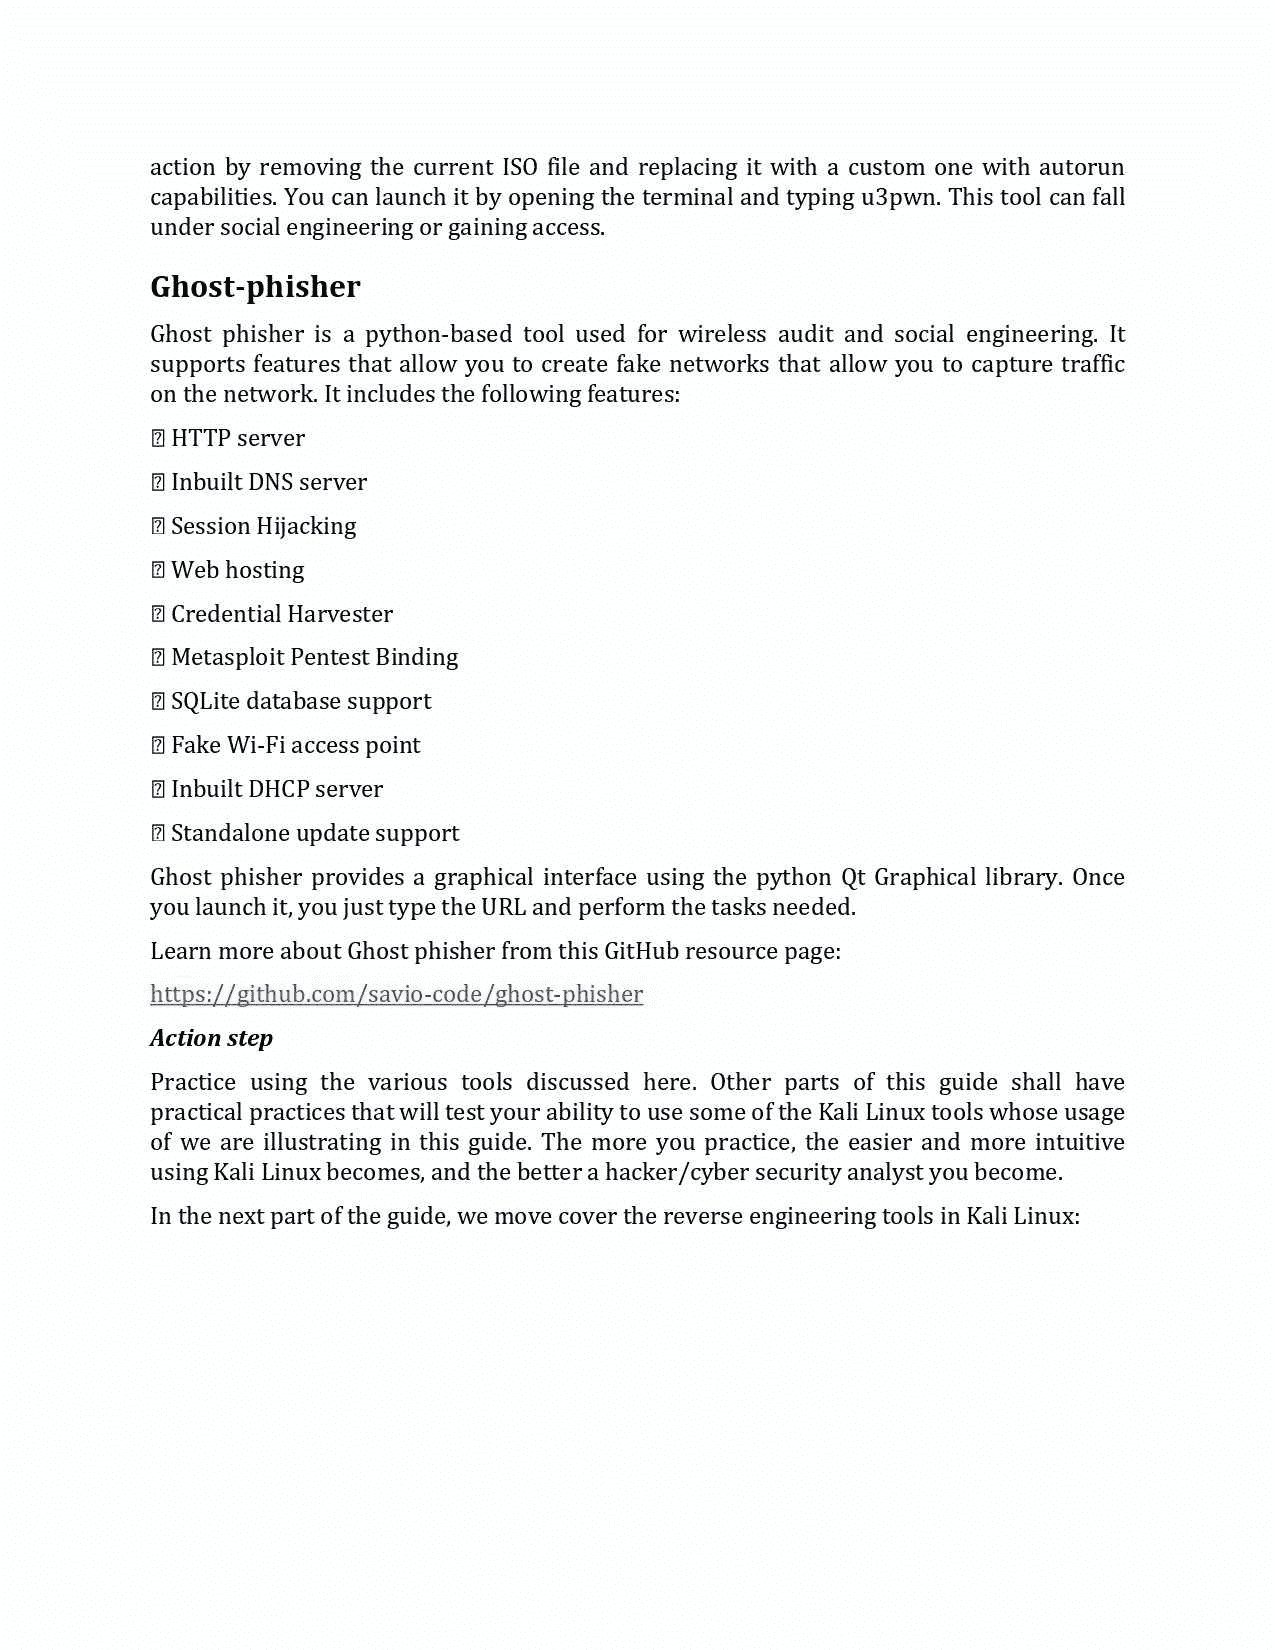 action by removing the current ISO file and replacing it with a custom one with autorun
capabilities. You can launch it by opening the terminal and typing u3pwn. This tool can fall
under social engineering or gaining access.
Ghost-phisher
Ghost phisher is a python-based tool used for wireless audit and social engineering. It
supports features that allow you to create fake networks that allow you to capture traffic
on the network. It includes the following features:
⍰ HTTP server
⍰ Inbuilt DNS server
⍰ Session Hijacking
⍰ Web hosting
⍰ Credential Harvester
⍰ Metasploit Pentest Binding
⍰ SQLite database support
⍰ Fake Wi-Fi access point
⍰ Inbuilt DHCP server
⍰ Standalone update support
Ghost phisher provides a graphical interface using the python Qt Graphical library. Once
you launch it, you just type the URL and perform the tasks needed.
Learn more about Ghost phisher from this GitHub resource page:
https://github.com/savio-code/ghost-phisher
Action step
Practice using the various tools discussed here. Other parts of this guide shall have
practical practices that will test your ability to use some of the Kali Linux tools whose usage
of we are illustrating in this guide. The more you practice, the easier and more intuitive
using Kali Linux becomes, and the better a hacker/cyber security analyst you become.
In the next part of the guide, we move cover the reverse engineering tools in Kali Linux: